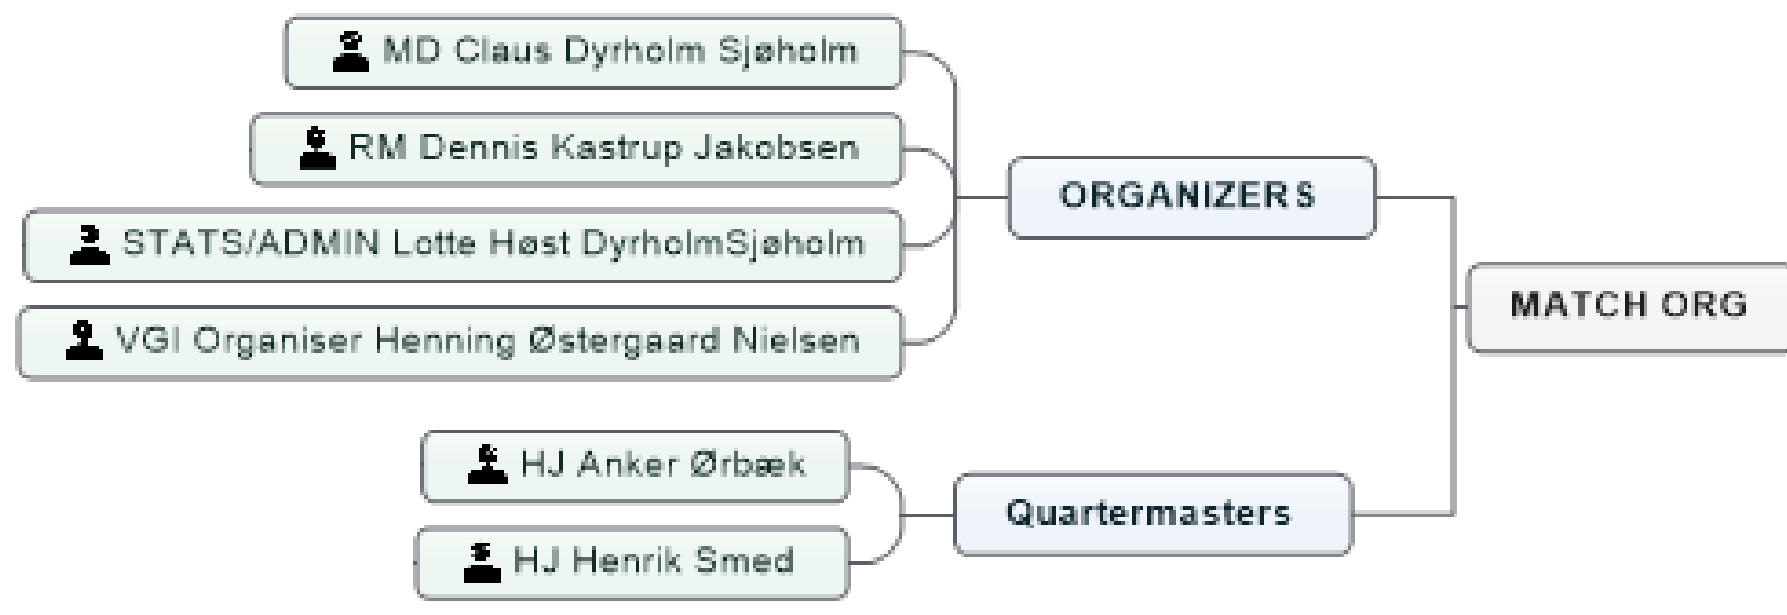 MD Claus Dyrholm Sjøholm
RM Dennis Kastrup Jakobsen
STATS/ADMIN Lotte Høst DyrholmSjøholm
VGI Organiser Henning Østergaard Nielsen
ORGANIZERS
MATCH ORG
HJ Anker Ørbæk
HJ Henrik Smed
Quartermasters